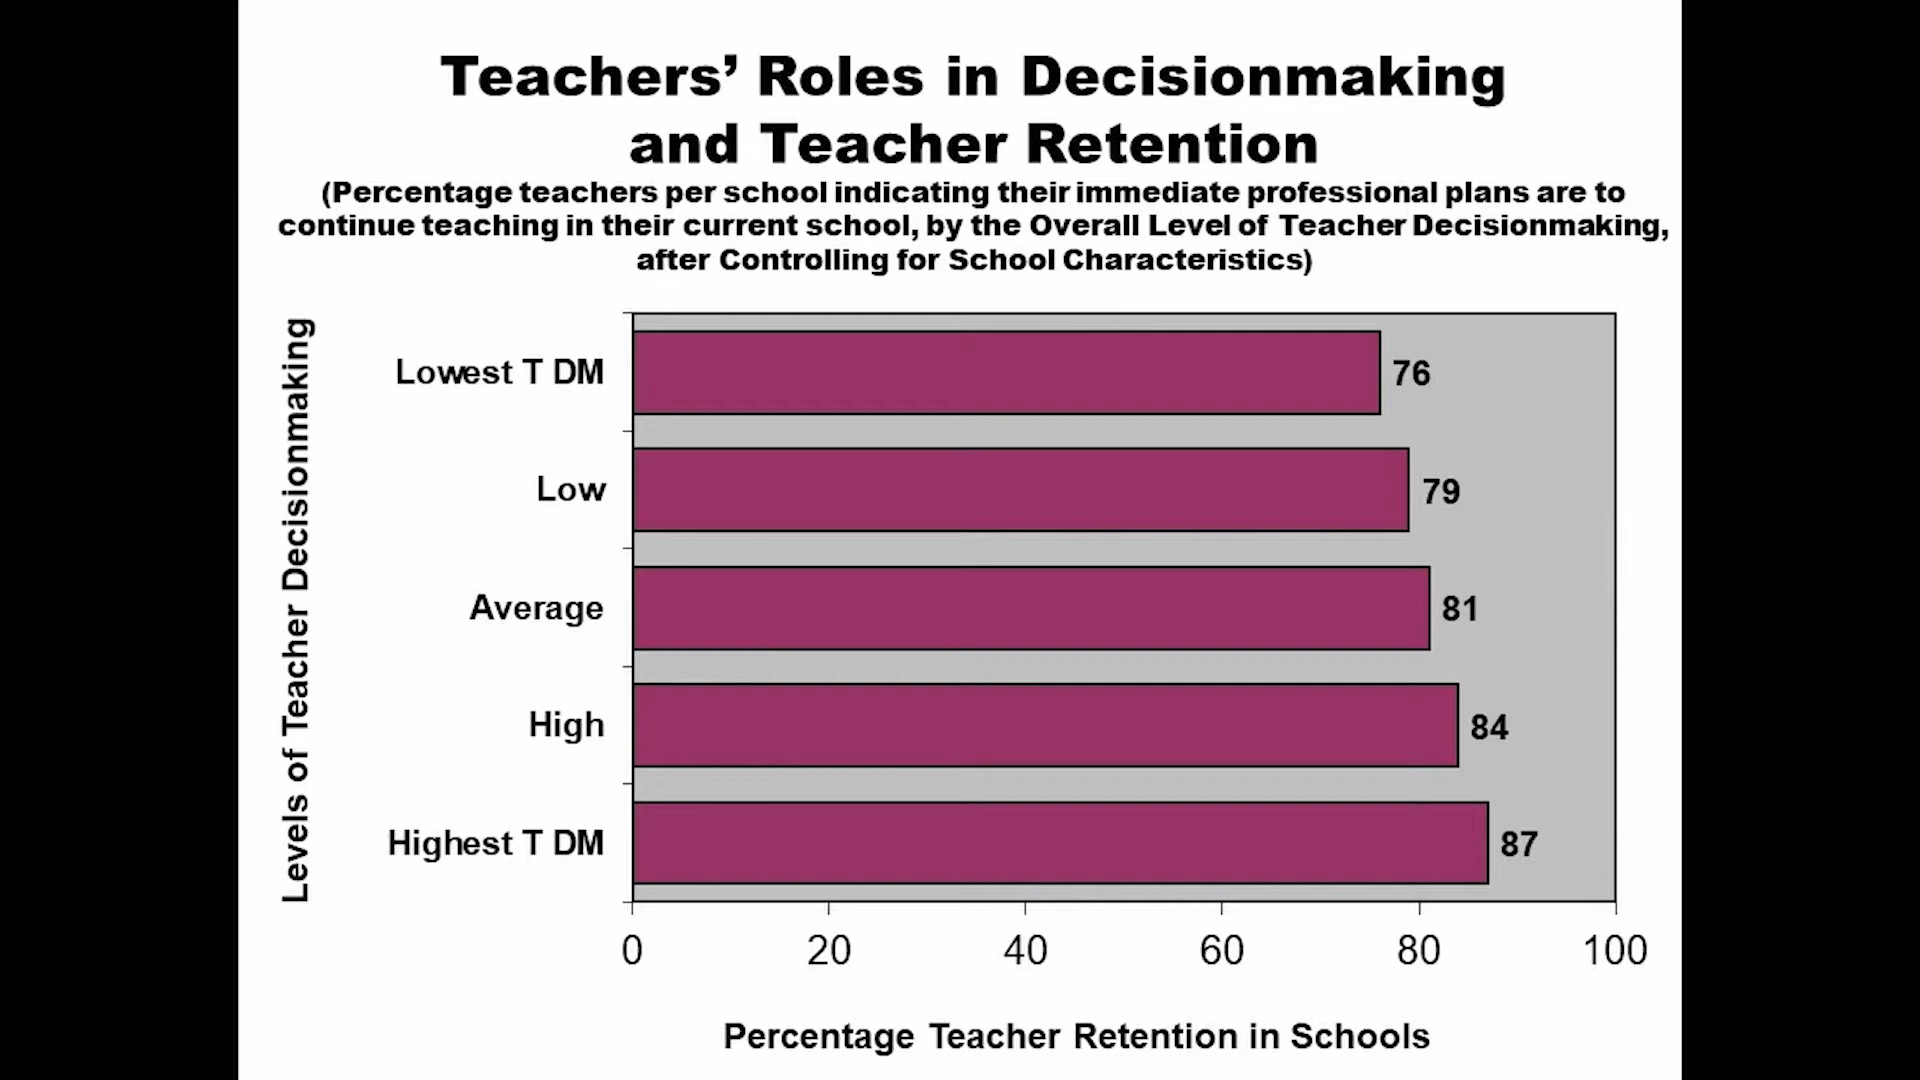 Teachers’ Roles in Decisionmaking
and Teacher Retention
(Percentage teachers per school indicating their immediate professional plans are to
continue teaching in their current school, by the Overall Level of Teacher Decisionmaking,
after Controlling for School Characteristics)
Levels of Teacher Decisionmaking
Lowest T DM 76
Low 79
Average 81
High 84
Highest T DM 87
0 20 40 60 80 100
Percentage Teacher Retention in Schools